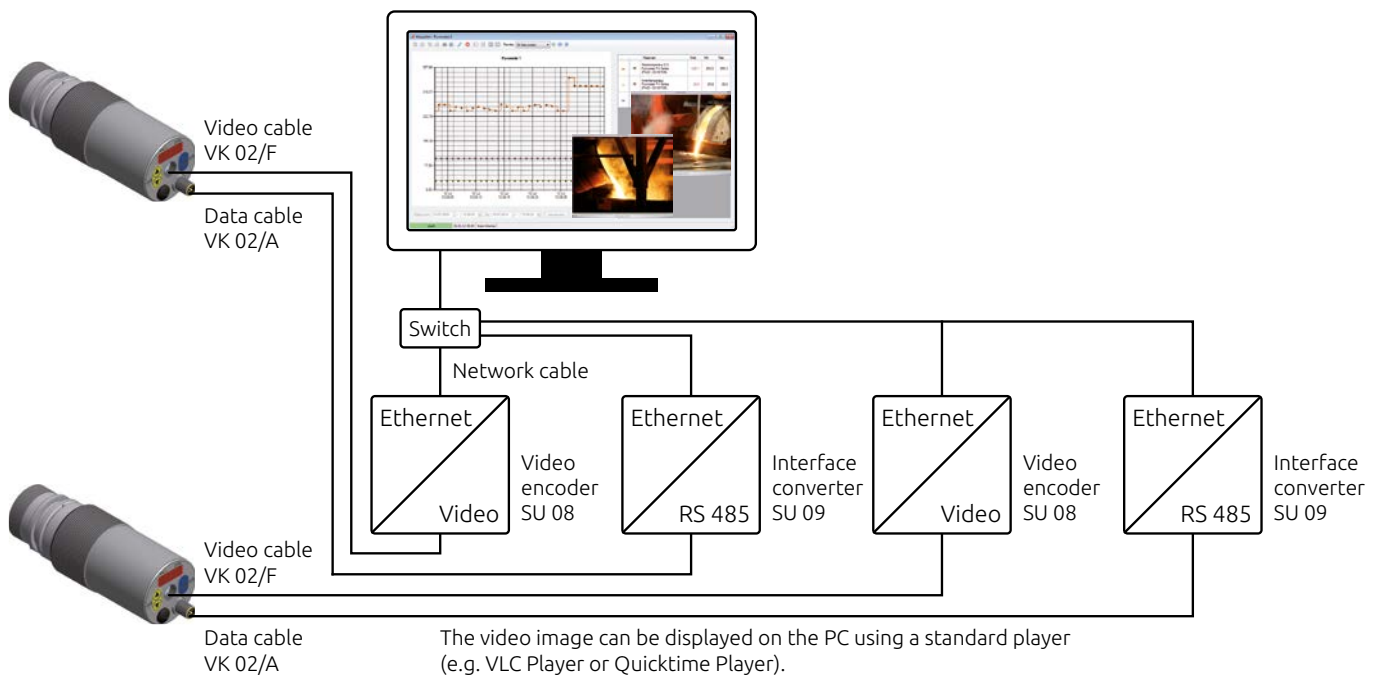 Pyrometer 1
Video cable
VK 02/F
Data cable
VK 02/A
Switch
Network cable
Ethernet
Video
Video
encoder
SU 08
Ethernet
RS 485
Interface
converter
SU 09
Ethernet
Video
Video
encoder
SU 08
Ethernet
RS 485
Interface
converter
SU 09
Video cable
VK 02/F
Data cable
VK 02/A
The video image can be displayed on the PC using a standard player
(e.g. VLC Player or Quicktime Player).